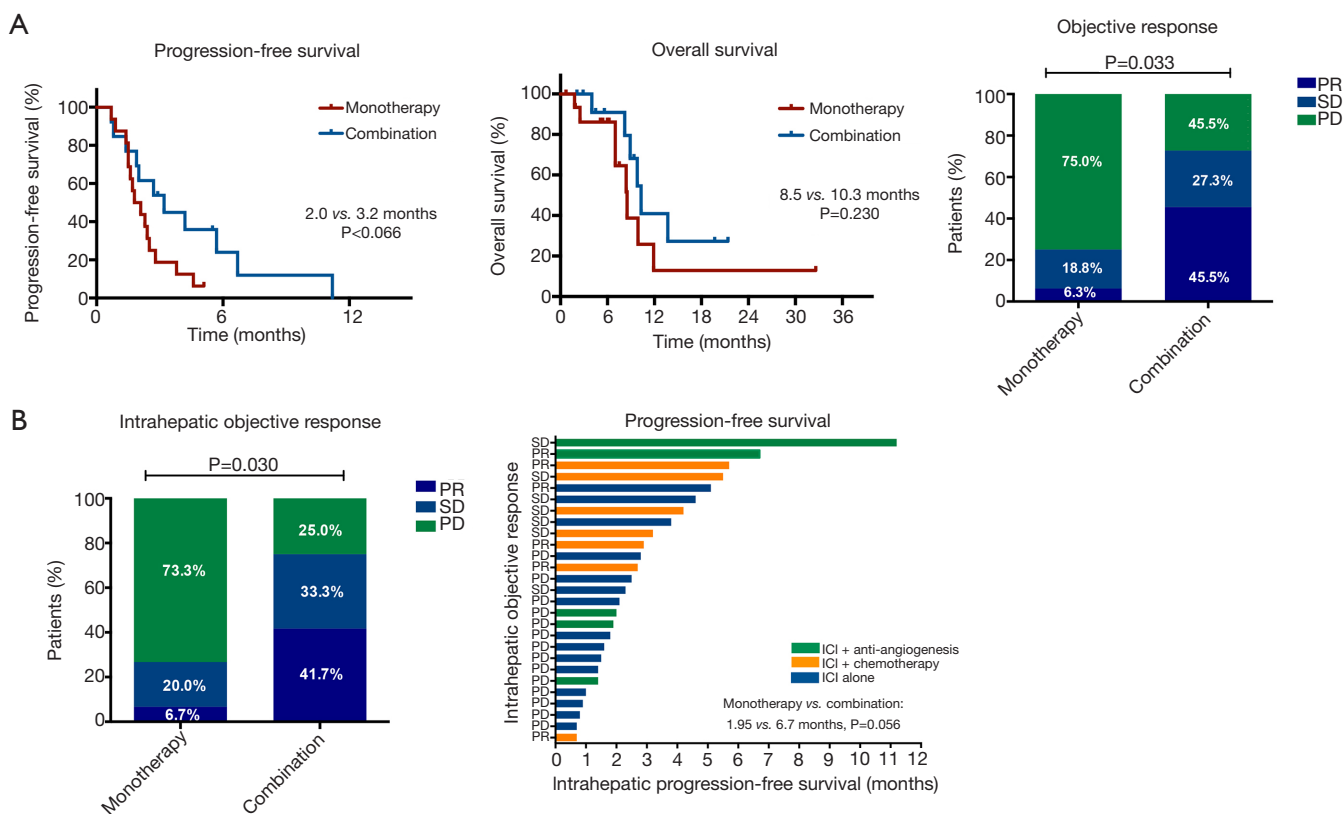 A
Progression-free survival
Progression-free survival (%)
100
80
60
40
20
0
0 6 12
Time (months)
Monotherapy
Combination
2.0 vs. 3.2 months
P<0.066
Overall survival
Overall survival (%)
100
80
60
40
20
0
0 6 12 18 24 30 36
Time (months)
Monotherapy
Combination
8.5 vs. 10.3 months
P=0.230
Objective response
P=0.033
PR
SD
PD
Patients (%)
100
80
60
40
20
0
75.0%
18.8%
6.3%
45.5%
27.3%
45.5%
Monotherapy
Combination
B
Intrahepatic objective response
P=0.030
PR
SD
PD
Patients (%)
100
80
60
40
20
0
73.3%
20.0%
6.7%
25.0%
33.3%
41.7%
Monotherapy
Combination
Progression-free survival
Intrahepatic objective response
SD
PR
PR
SD
PR
SD
SD
SD
SD
PR
PD
PR
PD
SD
PD
PD
PD
PD
PD
PD
PD
PD
PD
PD
PD
PD
PR
ICI + anti-angiogenesis
ICI + chemotherapy
ICI alone
Monotherapy vs. combination:
1.95 vs. 6.7 months, P=0.056
0 1 2 3 4 5 6 7 8 9 10 11 12
Intrahepatic progression-free survival (months)